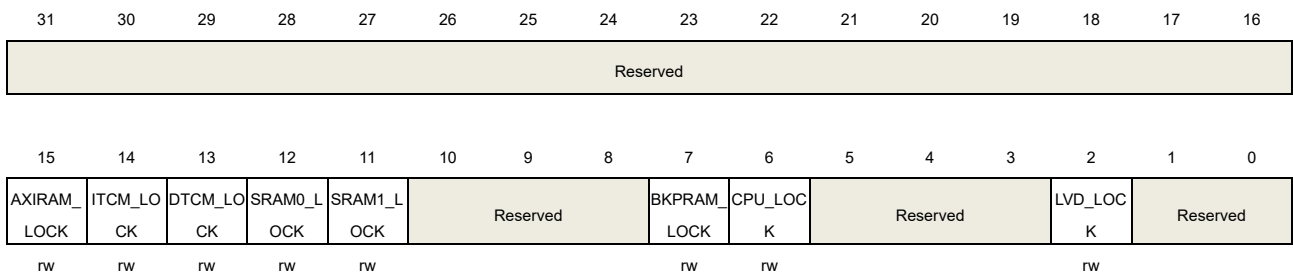 31 30 29 28 27 26 25 24 23 22 21 20 19 18 17 16
Reserved
15 14 13 12 11 10 9 8 7 6 5 4 3 2 1 0
AXIRAM_ ITCM_LO DTCM_LO SRAM0_L SRAM1_L Reserved BKPRAM_ CPU_LOC Reserved LVD_LOC Reserved
LOCK CK CK OCK OCK LOCK K K
rw rw rw rw rw rw rw rw